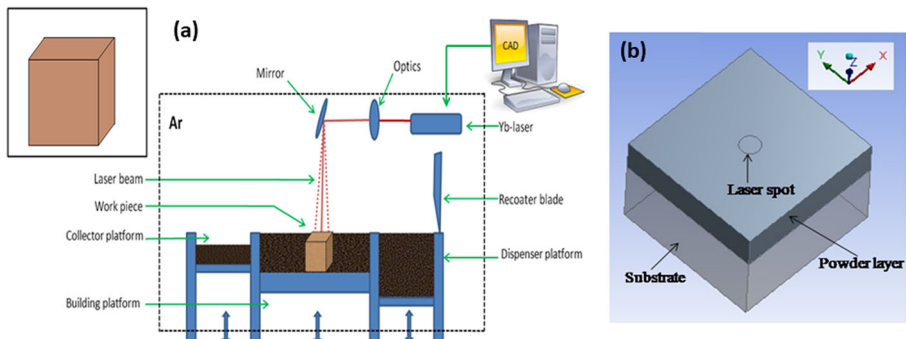 (a)
CAD
Mirror
Optics
Ar
Yb-laser
Laser beam
Recoater blade
Work piece
Collector platform
Dispenser platform
Building platform
(b)
Y
Z
X
Laser spot
Substrate
Powder layer